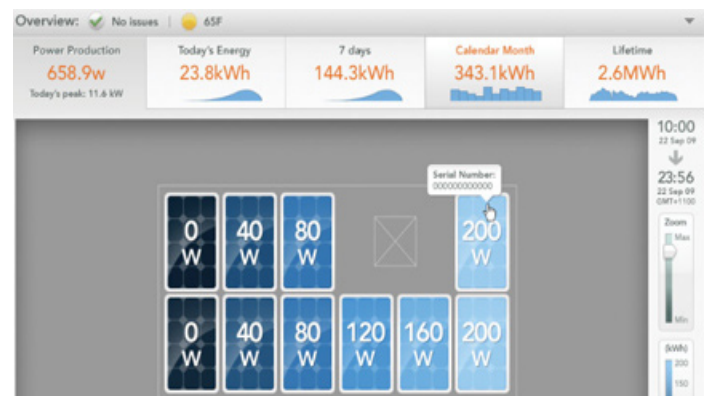 Overview: No issues | 65F
Power Production
658.9w
Today's peak: 11.6 kW
Today's Energy
23.8kWh
7 days
144.3kWh
Calendar Month
343.1kWh
Lifetime
2.6MWh
10:00
22 Sep 09
23:56
22 Sep 09
GMT+1100
Zoom
Max
Min
(kWh)
200
150
Serial Number:
000000000000
0
W
40
W
80
W
200
W
0
W
40
W
80
W
120
W
160
W
200
W